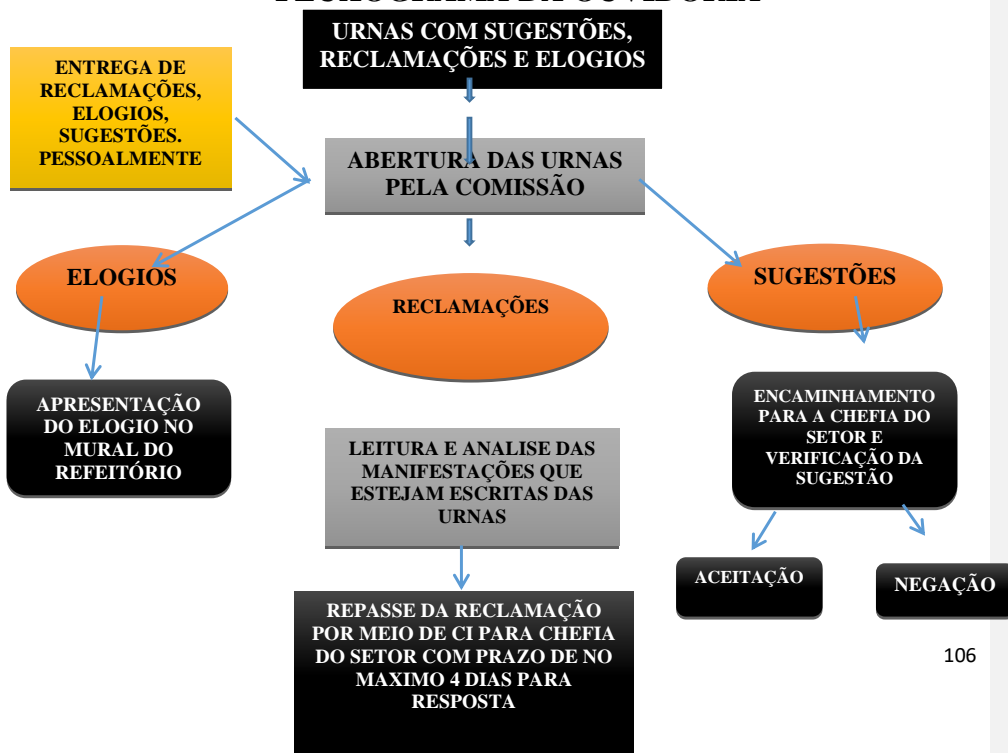 FLUXOGRAMA DA OUVIDORIA
URNAS COM SUGESTÕES,
RECLAMAÇÕES E ELOGIOS
ENTREGA DE
RECLAMAÇÕES,
ELOGIOS,
SUGESTÕES.
PESSOALMENTE
ABERTURA DAS URNAS
PELA COMISSÃO
ELOGIOS
RECLAMAÇÕES
SUGESTÕES
APRESENTAÇÃO
DO ELOGIO NO
MURAL DO
REFEITÓRIO
LEITURA E ANALISE DAS
MANIFESTAÇÕES QUE
ESTEJAM ESCRITAS DAS
URNAS
ENCAMINHAMENTO
PARA A CHEFIA DO
SETOR E
VERIFICAÇÃO DA
SUGESTÃO
ACEITAÇÃO
NEGAÇÃO
REPASSE DA RECLAMAÇÃO
POR MEIO DE CI PARA CHEFIA
DO SETOR COM PRAZO DE NO
MAXIMO 4 DIAS PARA
RESPOSTA
106